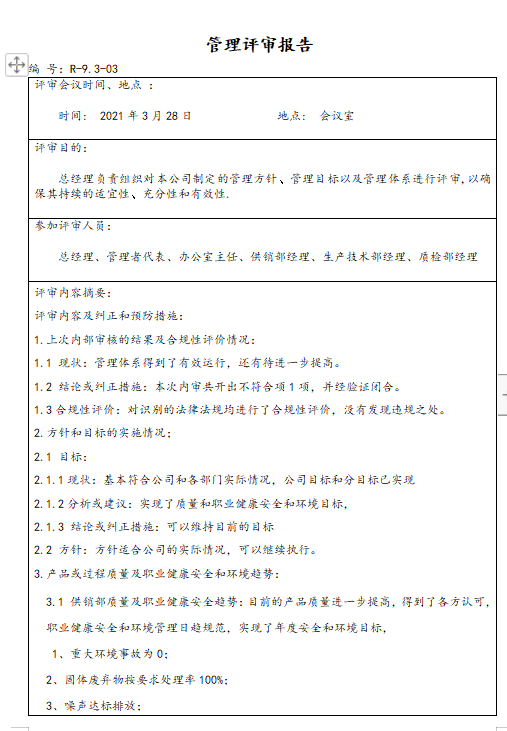 管理评审报告
编 号：R-9.3-03
评审会议时间、地点 ：
时间： 2021 年 3 月 28 日 地点： 会议室
评审目的：
总经理负责组织对本公司制定的管理方针、管理目标以及管理体系进行评审,以确
保其持续的适宜性、充分性和有效性.
参加评审人员：
总经理、管理者代表、办公室主任、供销部经理、生产技术部经理、质检部经理
评审内容摘要：
评审内容及纠正和预防措施：
1.上次内部审核的结果及合规性评价情况：
1.1 现状：管理体系得到了有效运行，还有待进一步提高。
1.2 结论或纠正措施：本次内审共开出不符合项 1 项，并经验证闭合。
1.3 合规性评价：对识别的法律法规均进行了合规性评价，没有发现违规之处。
2.方针和目标的实施情况；
2.1 目标：
2.1.1 现状：基本符合公司和各部门实际情况，公司目标和分目标已实现
2.1.2 分析或建议：实现了质量和职业健康安全和环境目标，
2.1.3 结论或纠正措施：可以维持目前的目标
2.2 方针：方针适合公司的实际情况，可以继续执行。
3.产品或过程质量及职业健康安全和环境趋势：
3.1 供销部质量及职业健康安全趋势；目前的产品质量进一步提高，得到了各方认可，
职业健康安全和环境管理日趋规范，实现了年度安全和环境目标，
1、重大环境事故为 0；
2、固体废弃物按要求处理率 100%；
3、噪声达标排放；